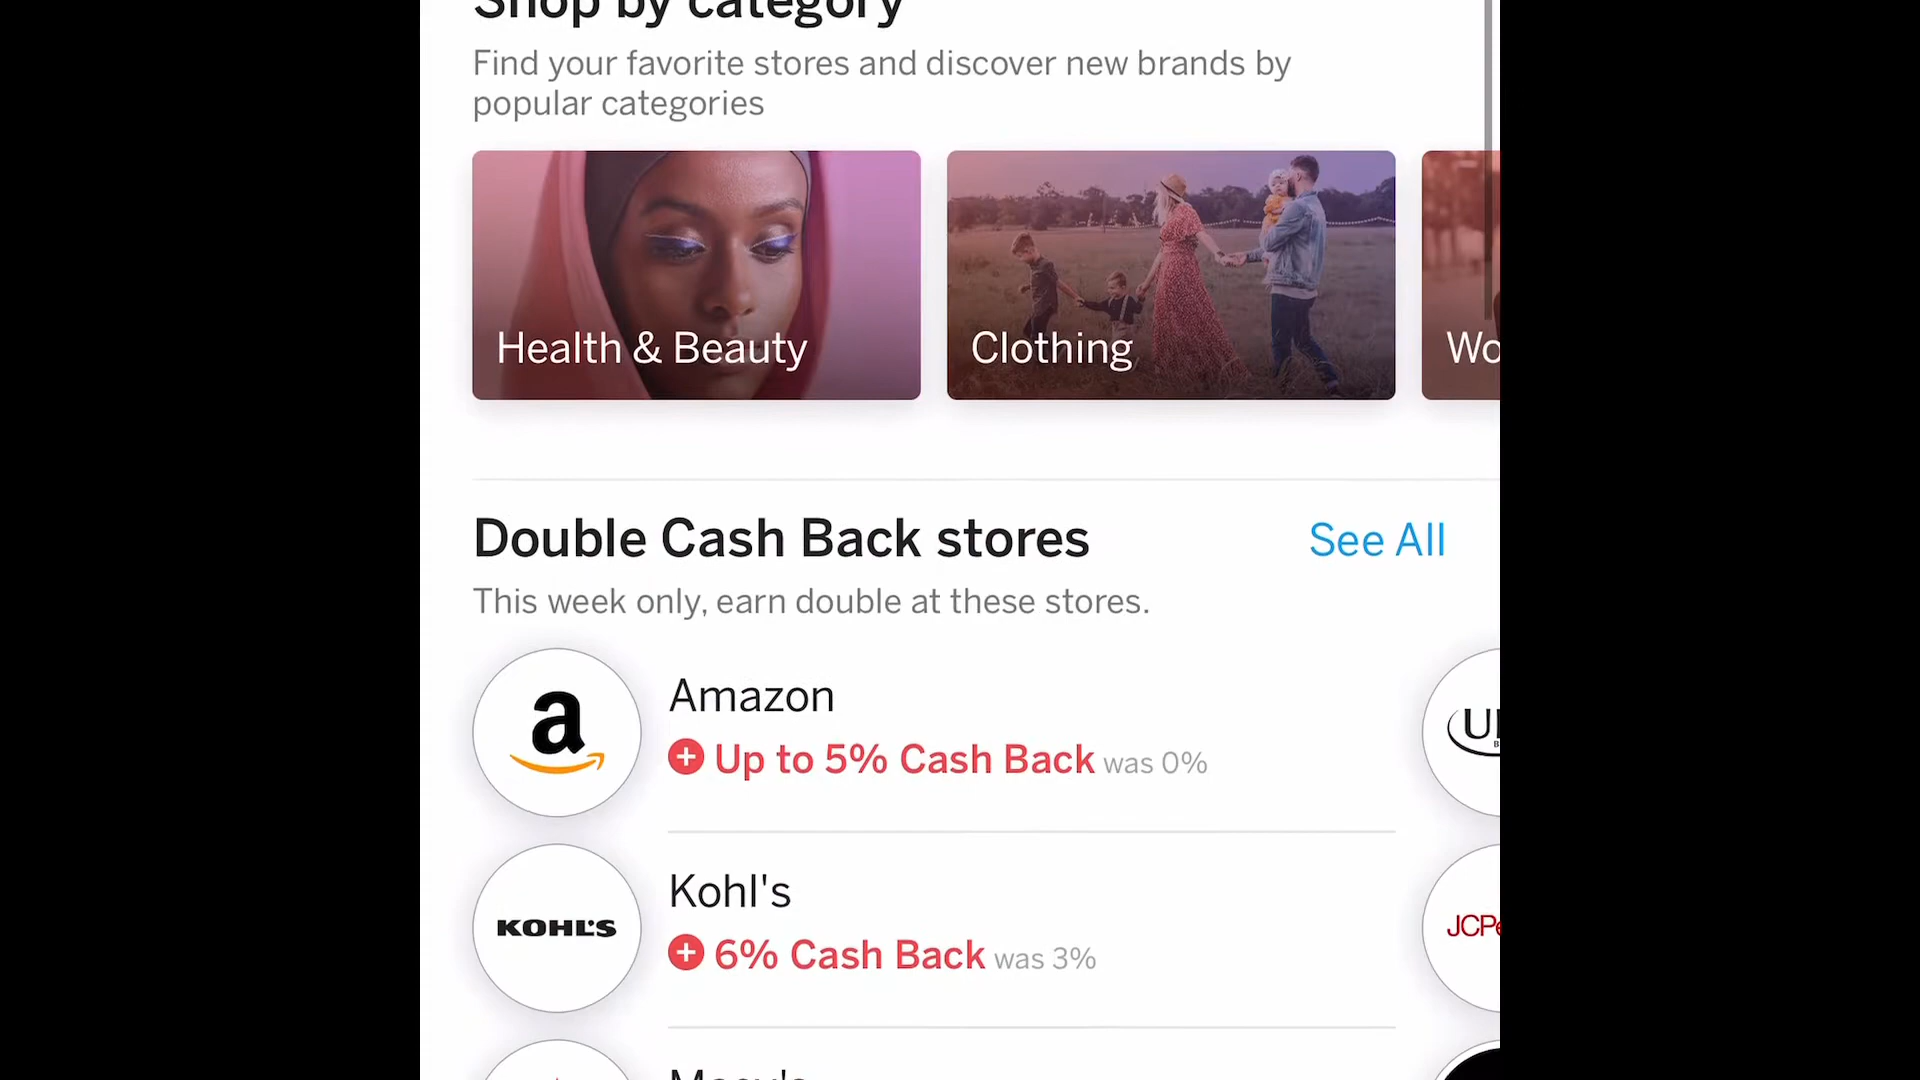 Shop by category
Find your favorite stores and discover new brands by
popular categories
Health & Beauty
Clothing
Wo
Double Cash Back stores
See All
This week only, earn double at these stores.
a
Amazon
Up to 5% Cash Back was 0%
KOHL'S
Kohl's
6% Cash Back was 3%
JCPe
Macy's